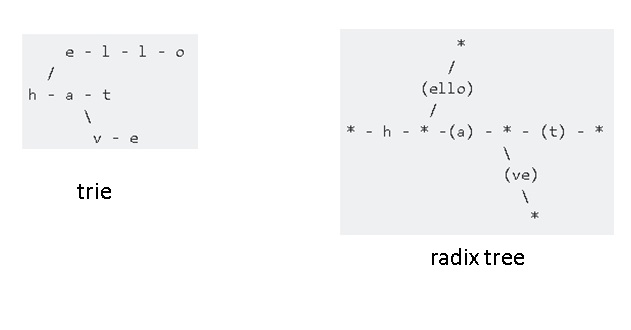 e - l - l - o
/
h - a - t
\
v - e
trie
*
/
(ello)
/
* - h - * -(a) - * - (t) - *
\
(ve)
\
*
radix tree